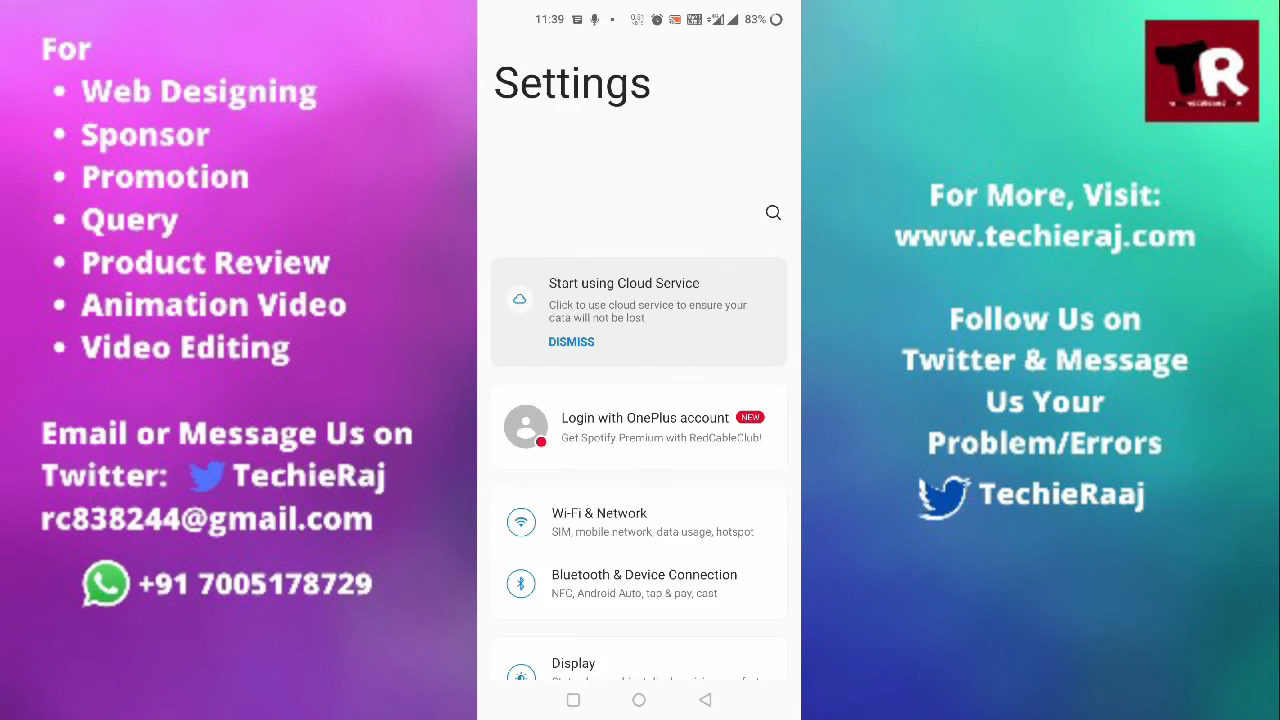 For
• Web Designing
• Sponsor
• Promotion
• Query
• Product Review
• Animation Video
• Video Editing
Email or Message Us on
Twitter: TechieRaj
rc838244@gmail.com
+91 7005178729
11:39
83%
Settings
Start using Cloud Service
Click to use cloud service to ensure your
data will not be lost
DISMISS
Login with OnePlus account NEW
Get Spotify Premium with RedCableClub!
Wi-Fi & Network
SIM, mobile network, data usage, hotspot
Bluetooth & Device Connection
NFC, Android Auto, tap & pay, cast
Display
TR
For More, Visit:
www.techieraj.com
Follow Us on
Twitter & Message
Us Your
Problem/Errors
TechieRaaj